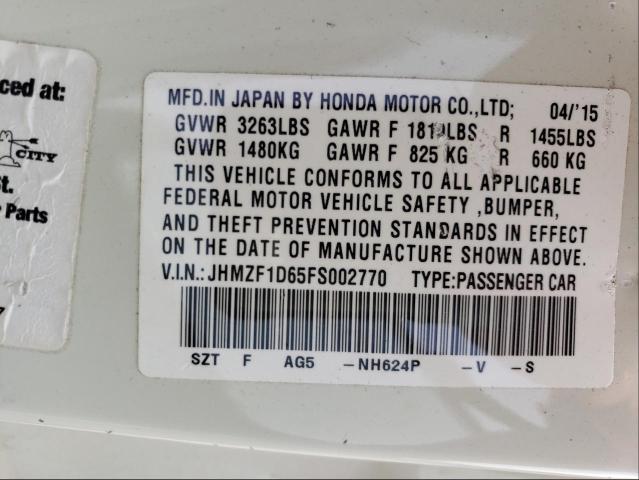 ced at:
CITY
St.
Parts
MFD.IN JAPAN BY HONDA MOTOR CO.,LTD; 04/'15
GVWR 3263LBS GAWR F LBS R 1455LBS
GVWR 1480KG GAWR F 825 KG R 660 KG
THIS VEHICLE CONFORMS TO ALL APPLICABLE
FEDERAL MOTOR VEHICLE SAFETY ,BUMPER,
AND THEFT PREVENTION STANDARDS IN EFFECT
ON THE DATE OF MANUFACTURE SHOWN ABOVE.
V.I.N.: JHMZF1D65FS002770 TYPE:PASSENGER CAR
SZT F AG5 -NH624P -V -S